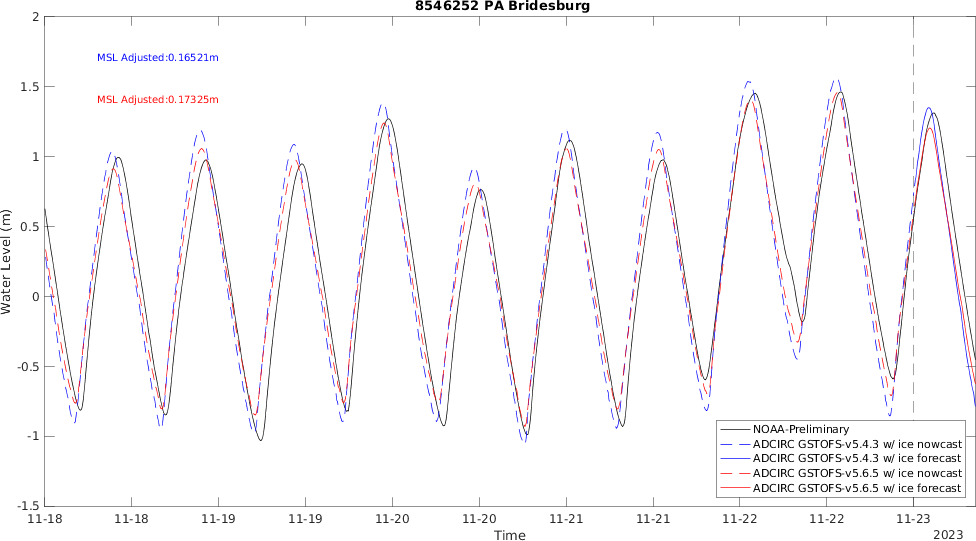 8546252 PA Bridesburg
2
MSL Adjusted:0.16521m
1.5
MSL Adjusted:0.17325m
1
0.5
Water Level (m)
0
-0.5
-1
-1.5
NOAA-Preliminary
ADCIRC GSTOFS-v5.4.3 w/ ice nowcast
ADCIRC GSTOFS-v5.4.3 w/ ice forecast
ADCIRC GSTOFS-v5.6.5 w/ ice nowcast
ADCIRC GSTOFS-v5.6.5 w/ ice forecast
11-18 11-18 11-19 11-19 11-20 11-20 11-21 11-21 11-22 11-22 11-23
Time
2023